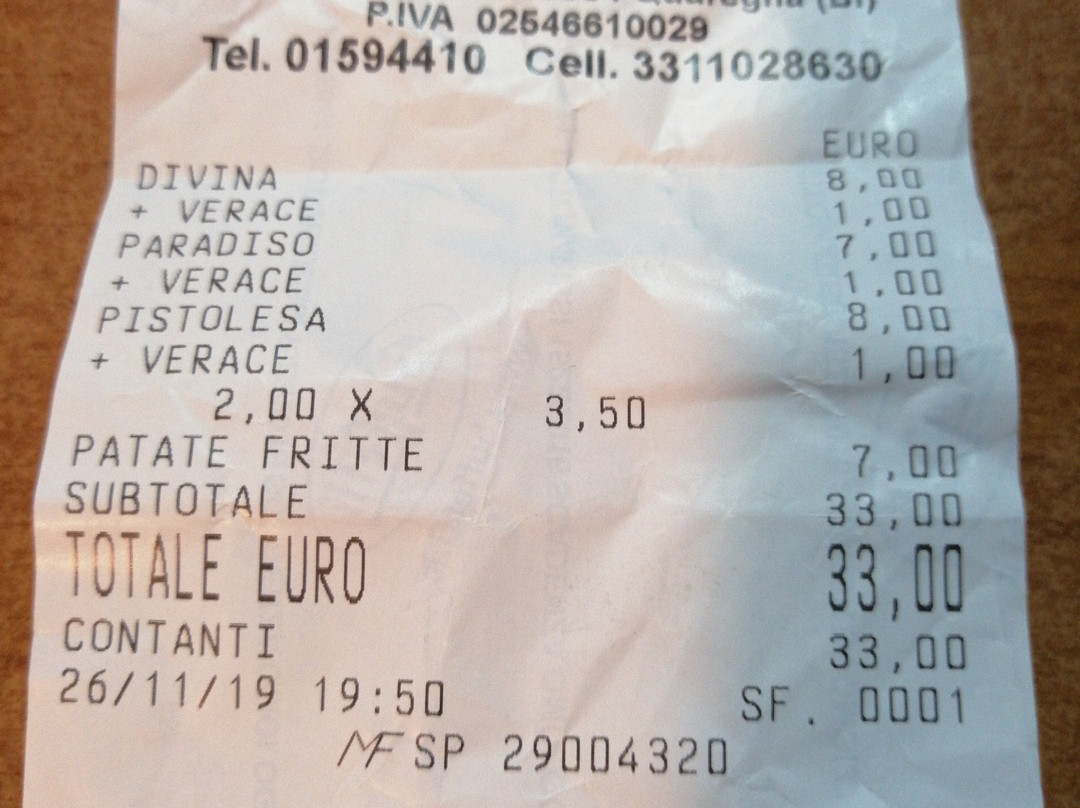 P.IVA 02546610029
Tel. 01594410 Cell. 3311028630
EURO
DIVINA 8,00
+ VERACE 1,00
PARADISO 7,00
+ VERACE 1,00
PISTOLESA 8,00
+ VERACE 1,00
2,00 X 3,50
PATATE FRITTE 7,00
SUBTOTALE 33,00
TOTALE EURO 33,00
CONTANTI 33,00
26/11/19 19:50 SF. 0001
MF SP 29004320